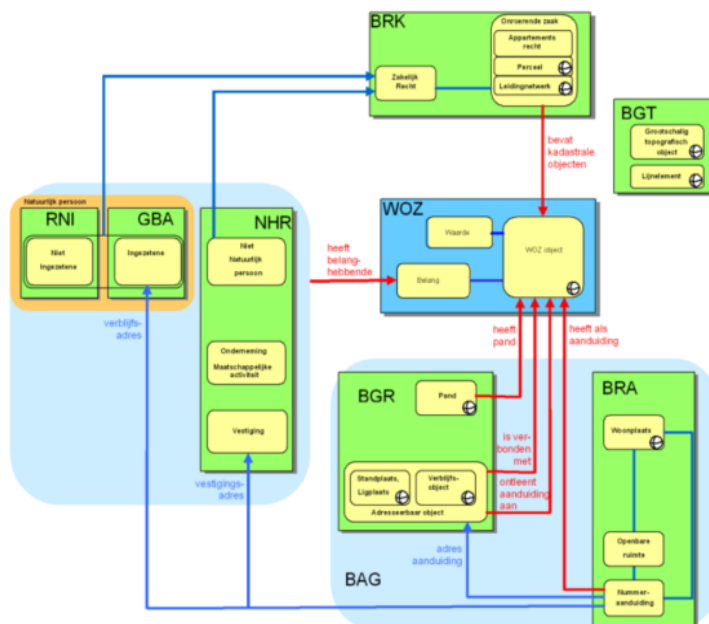 BRK
Onroerende zaak
Appartements
recht
Perceel
Leidingnetwerk
Zakelijk
Recht
BGT
Grootschalig
topografisch
object
Lijnelement
bevat
kadastrale
objecten
Natuurlijk persoon
RNI
GBA
Niet
Ingezetene
Ingezetene
NHR
Niet
Natuurlijk
persoon
Onderneming
Maatschappelijke
activiteit
Vestiging
heeft
belang-
hebbende
WOZ
Waarde
Belang
WOZ object
verblijfs-
adres
vestigings-
adres
heeft
pand
heeft als
aanduiding
BGR
Pand
is ver-
bonden
met
Standplaats,
Ligplaats
Verblijfs-
object
Adresseerbaar object
ontleent
aanduiding
aan
adres
aanduiding
BAG
BRA
Woonplaats
Openbare
ruimte
Nummer-
aanduiding